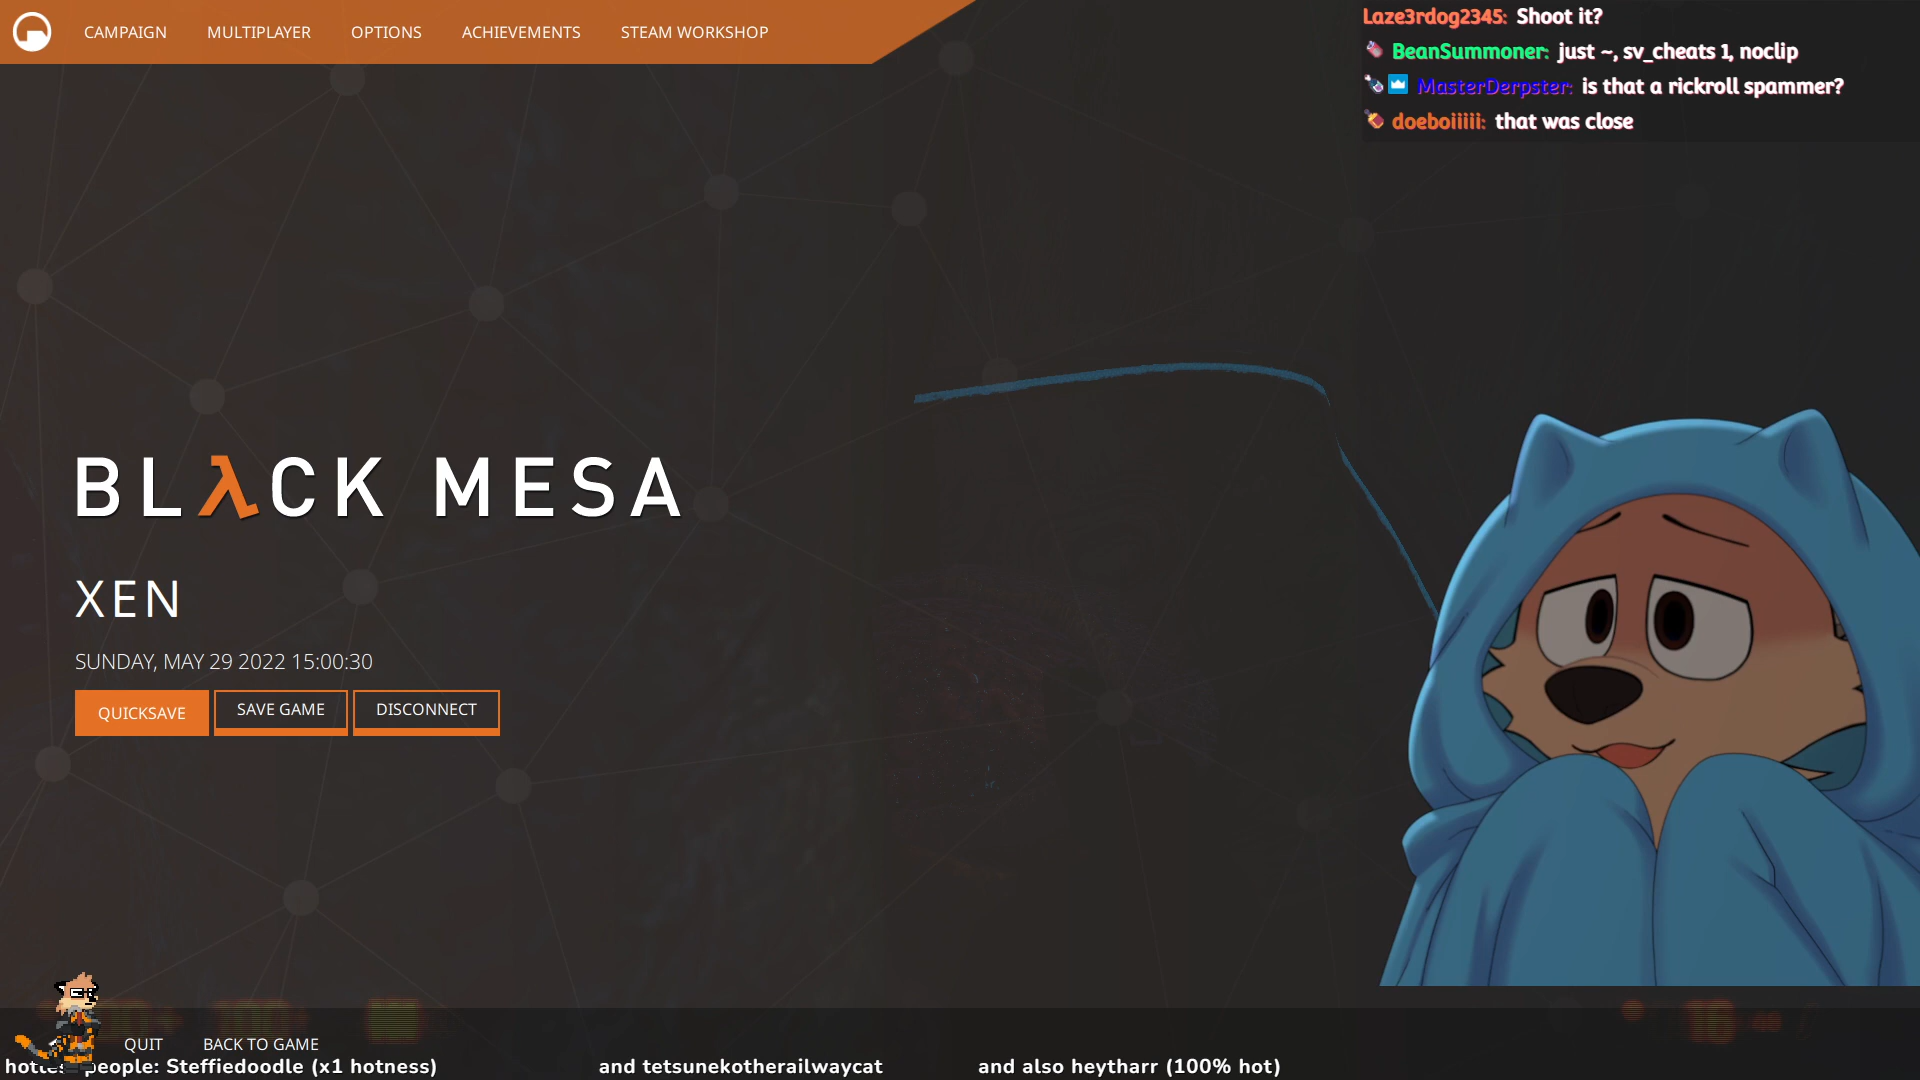 CAMPAIGN MULTIPLAYER OPTIONS ACHIEVEMENTS STEAM WORKSHOP
Laze3rdog2345: Shoot it?
BeanSummoner: just ~, sv_cheats 1, noclip
MasterDerpster: is that a rickroll spammer?
doeboiiiii: that was close
BLλCK MESA
XEN
SUNDAY, MAY 29 2022 15:00:30
QUICKSAVE SAVE GAME DISCONNECT
QUIT BACK TO GAME
people: Steffiedoodle (x1 hotness) and tetsunekotherailwaycat and also heytharr (100% hot)